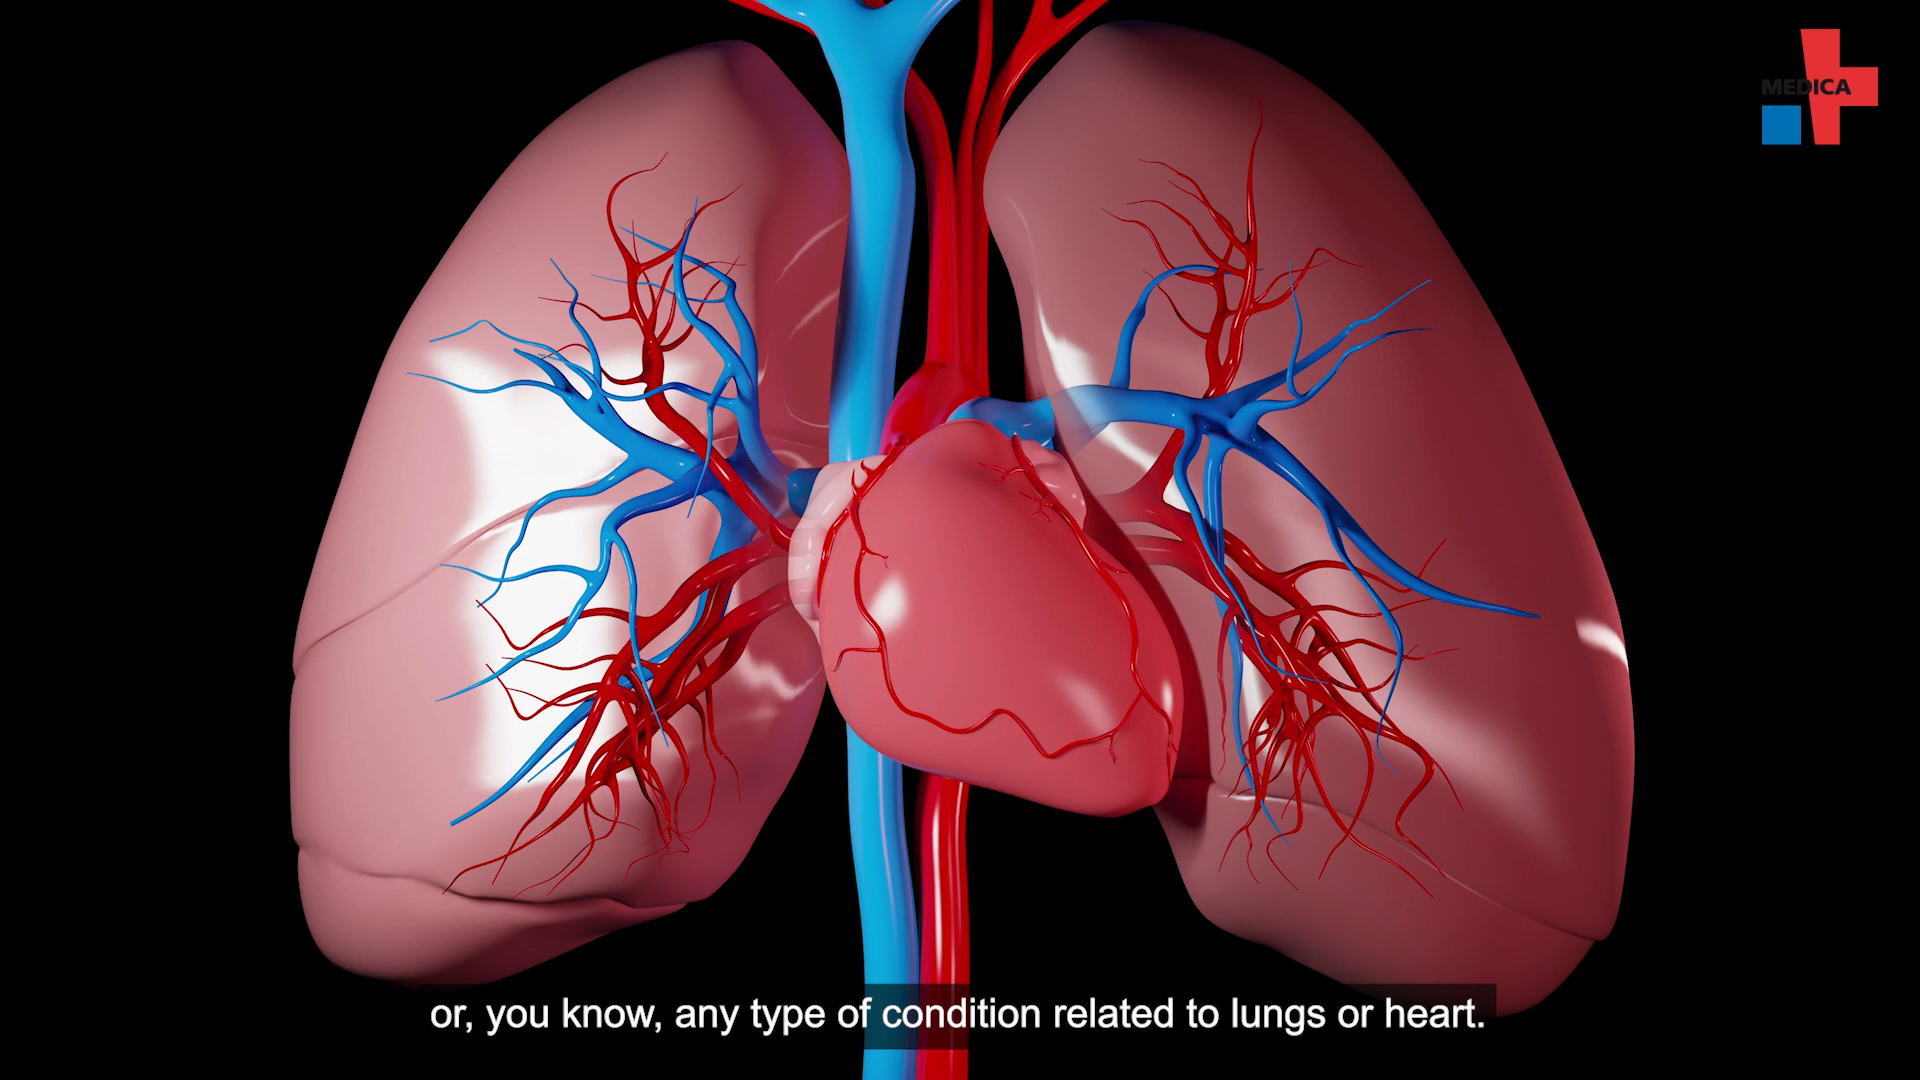 MEDICA
or, you know, any type of condition related to lungs or heart.